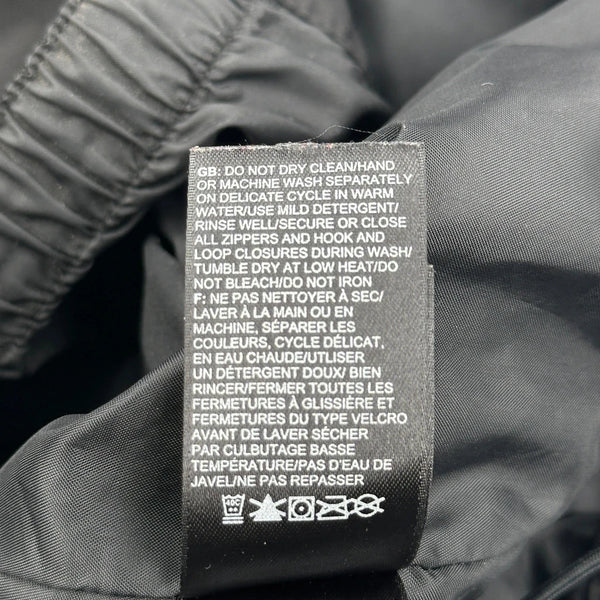 GB: DO NOT DRY CLEAN/HAND
OR MACHINE WASH SEPARATELY
ON DELICATE CYCLE IN WARM
WATER/USE MILD DETERGENT/
RINSE WELL/SECURE OR CLOSE
ALL ZIPPERS AND HOOK AND
LOOP CLOSURES DURING WASH/
TUMBLE DRY AT LOW HEAT/DO
NOT BLEACH/DO NOT IRON
F: NE PAS NETTOYER À SEC/
LAVER À LA MAIN OU EN
MACHINE, SÉPARER LES
COULEURS, CYCLE DÉLICAT,
EN EAU CHAUDE/UTLISER
UN DÉTERGENT DOUX/ BIEN
RINCER/FERMER TOUTES LES
FERMETURES À GLISSIÈRE ET
FERMETURES DU TYPE VELCRO
AVANT DE LAVER SÉCHER
PAR CULBUTAGE BASSE
TEMPÉRATURE/PAS D'EAU DE
JAVEL/NE PAS REPASSER
40C